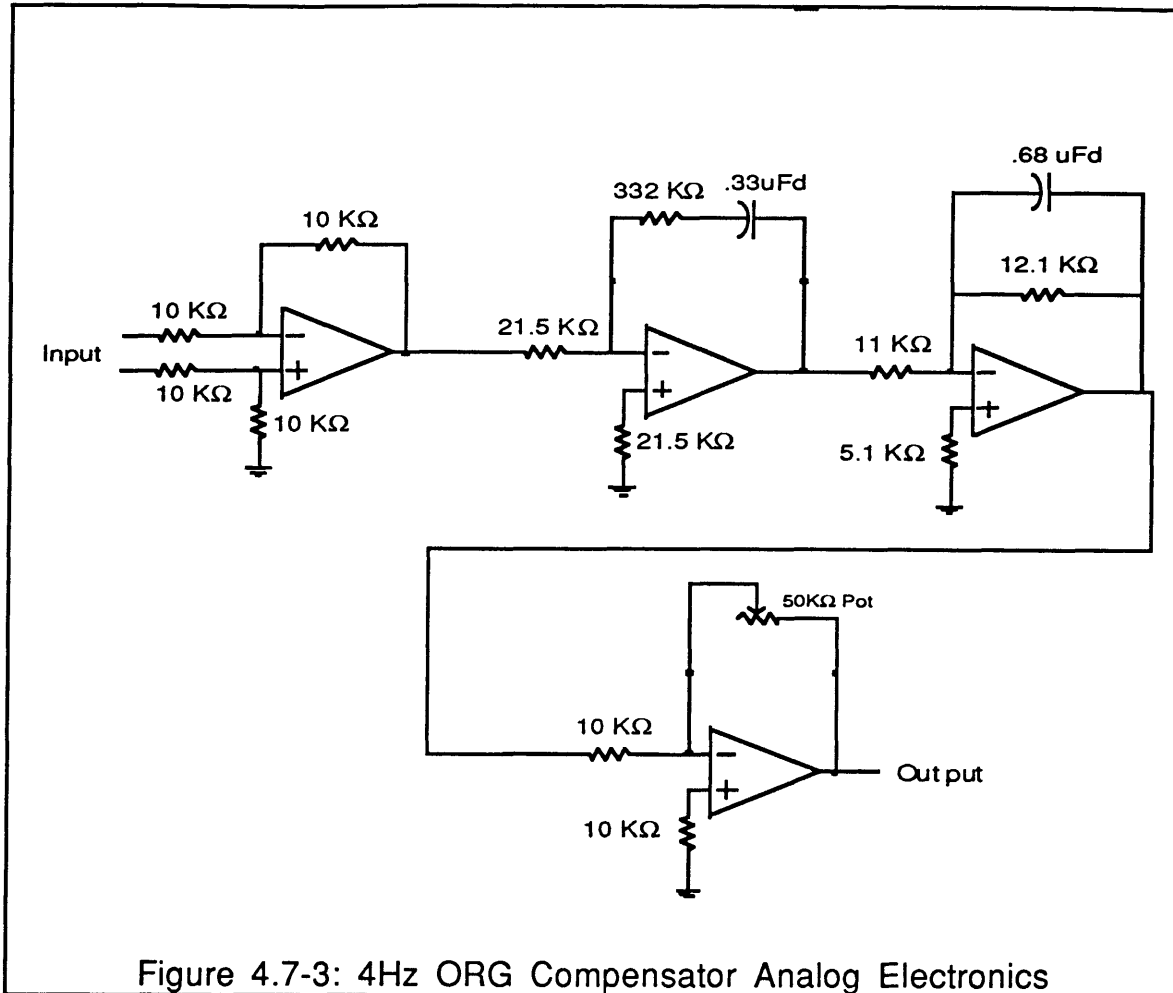 .68 uFd
332 KΩ
.33uFd
10 KΩ
12.1 KΩ
10 KΩ
Input
10 KΩ
10 KΩ
21.5 KΩ
21.5 KΩ
11 KΩ
5.1 KΩ
50KΩ Pot
10 KΩ
10 KΩ
Out put
Figure 4.7-3: 4Hz ORG Compensator Analog Electronics